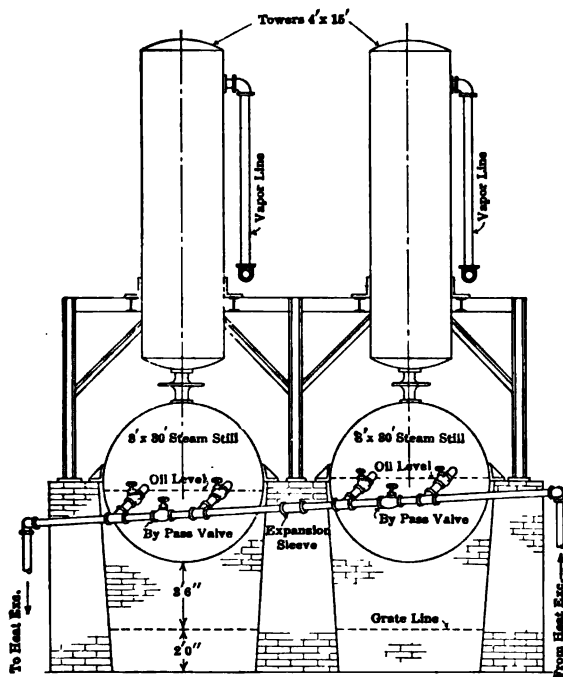 Towers 4' x 15'
Vapor Line
Vapor Line
8' x 30' Steam Still
8' x 30' Steam Still
Oil Level
Oil Level
By Pass Valve
Expansion
Sleeve
By Pass Valve
3'6"
Grate Line
2'0"
To Heat Exc.
From Heat Exc.